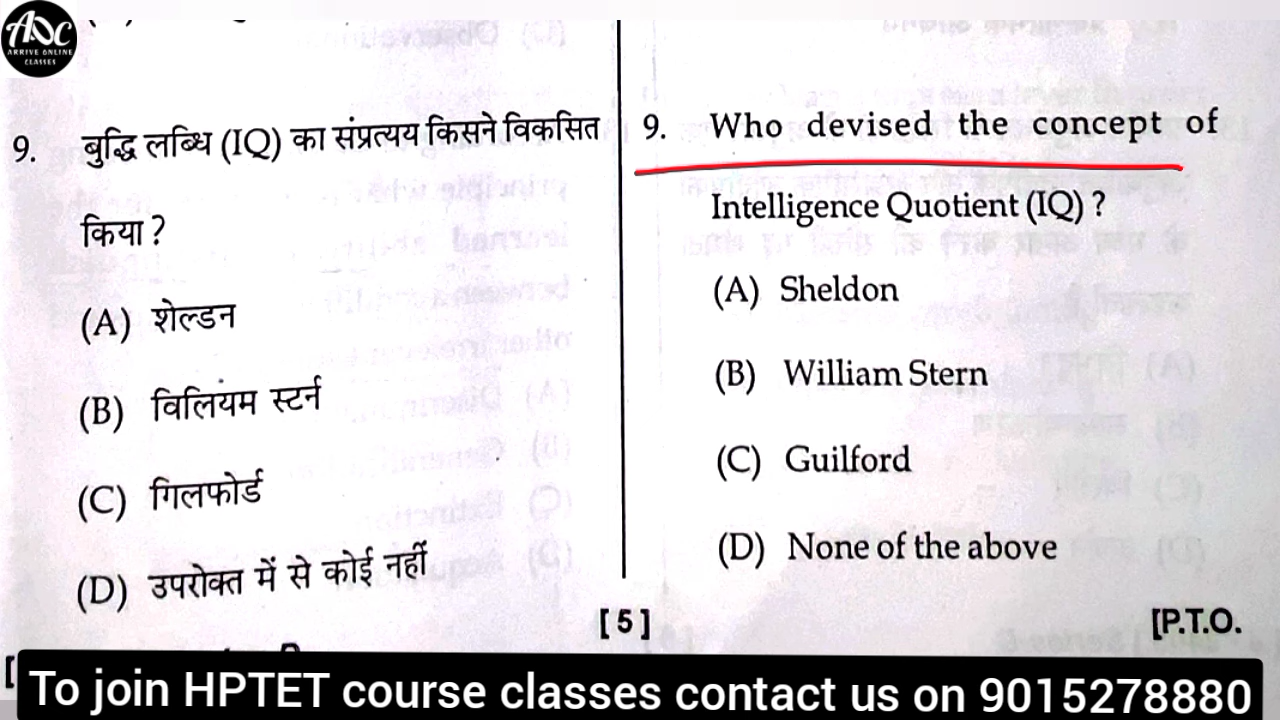 ADC
ARRIVE ONLINE
CLASSES
9. बुद्धि लब्धि (IQ) का संप्रत्यय किसने विकसित
किया ?
(A) शेल्डन
(B) विलियम स्टर्न
(C) गिलफोर्ड
(D) उपरोक्त में से कोई नहीं
9. Who devised the concept of
Intelligence Quotient (IQ) ?
(A) Sheldon
(B) William Stern
(C) Guilford
(D) None of the above
[ 5 ]
[P.T.O.
To join HPTET course classes contact us on 9015278880